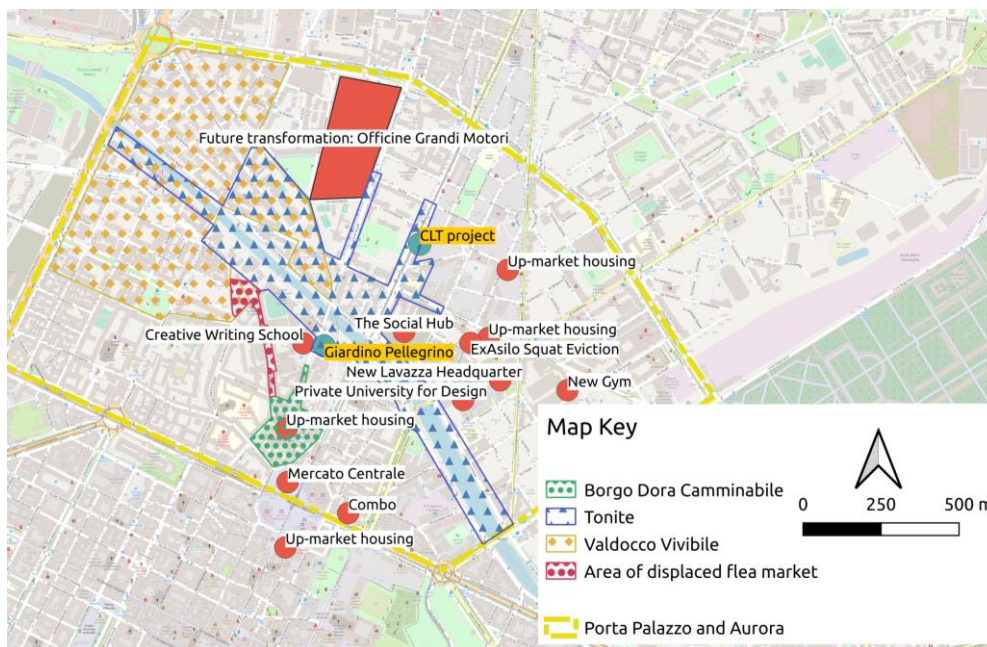 Future transformation: Officine Grandi Motori
CLT project
Up-market housing
The Social Hub
Up-market housing
Creative Writing School
Giardino Pellegrino
ExAsilo Squat Eviction
New Lavazza Headquarter
New Gym
Private University for Design
Up-market housing
Mercato Centrale
Combo
Up-market housing
Map Key
Borgo Dora Camminabile
Tonite
Valdocco Vivibile
Area of displaced flea market
Porta Palazzo and Aurora
0 250 500 m